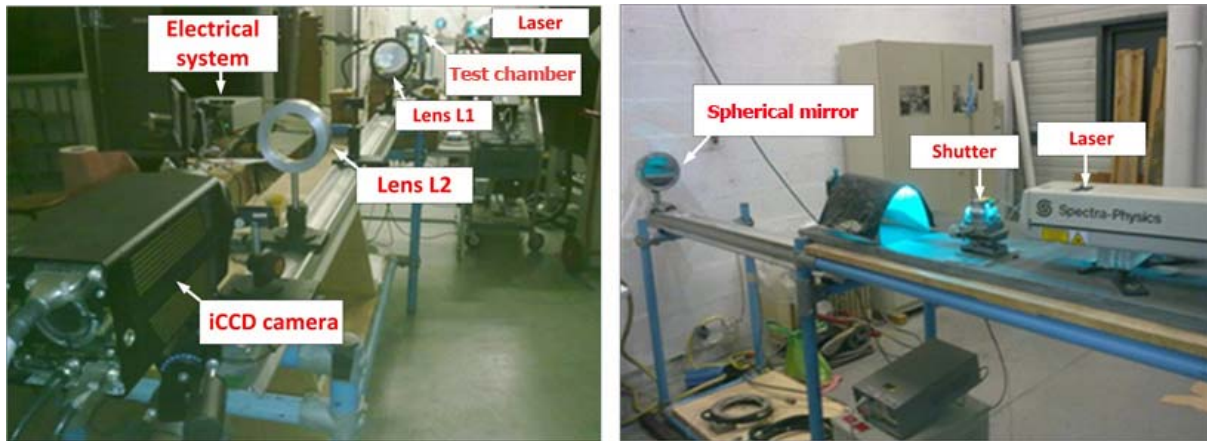 Electrical
system
Laser
Test chamber
Lens L1
Lens L2
iCCD camera
Spherical mirror
Shutter
Laser
Spectra-Physics